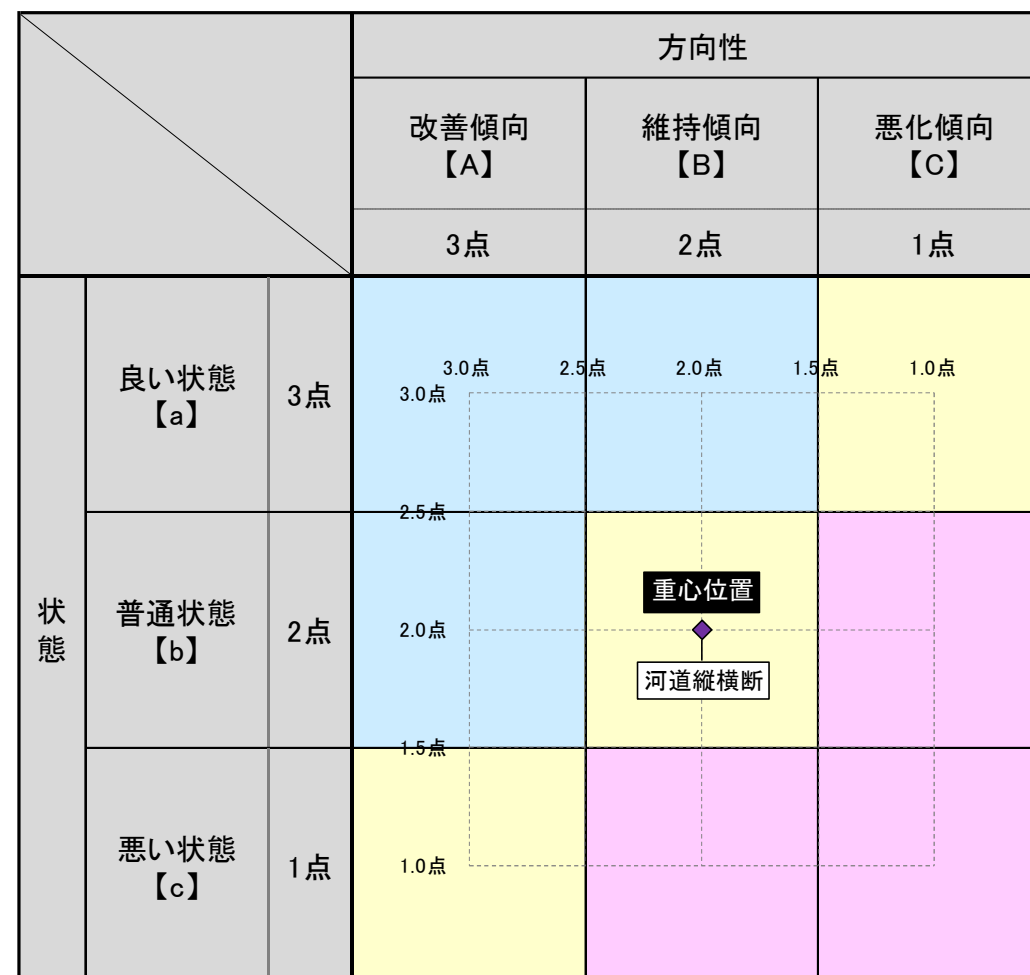 方向性
改善傾向
【A】
維持傾向
【B】
悪化傾向
【C】
3点
2点
1点
状態
良い状態
【a】
3点
3.0点
2.5点
2.0点
1.5点
1.0点
3.0点
2.5点
普通状態
【b】
2点
2.0点
重心位置
河道縦横断
1.5点
悪い状態
【c】
1点
1.0点